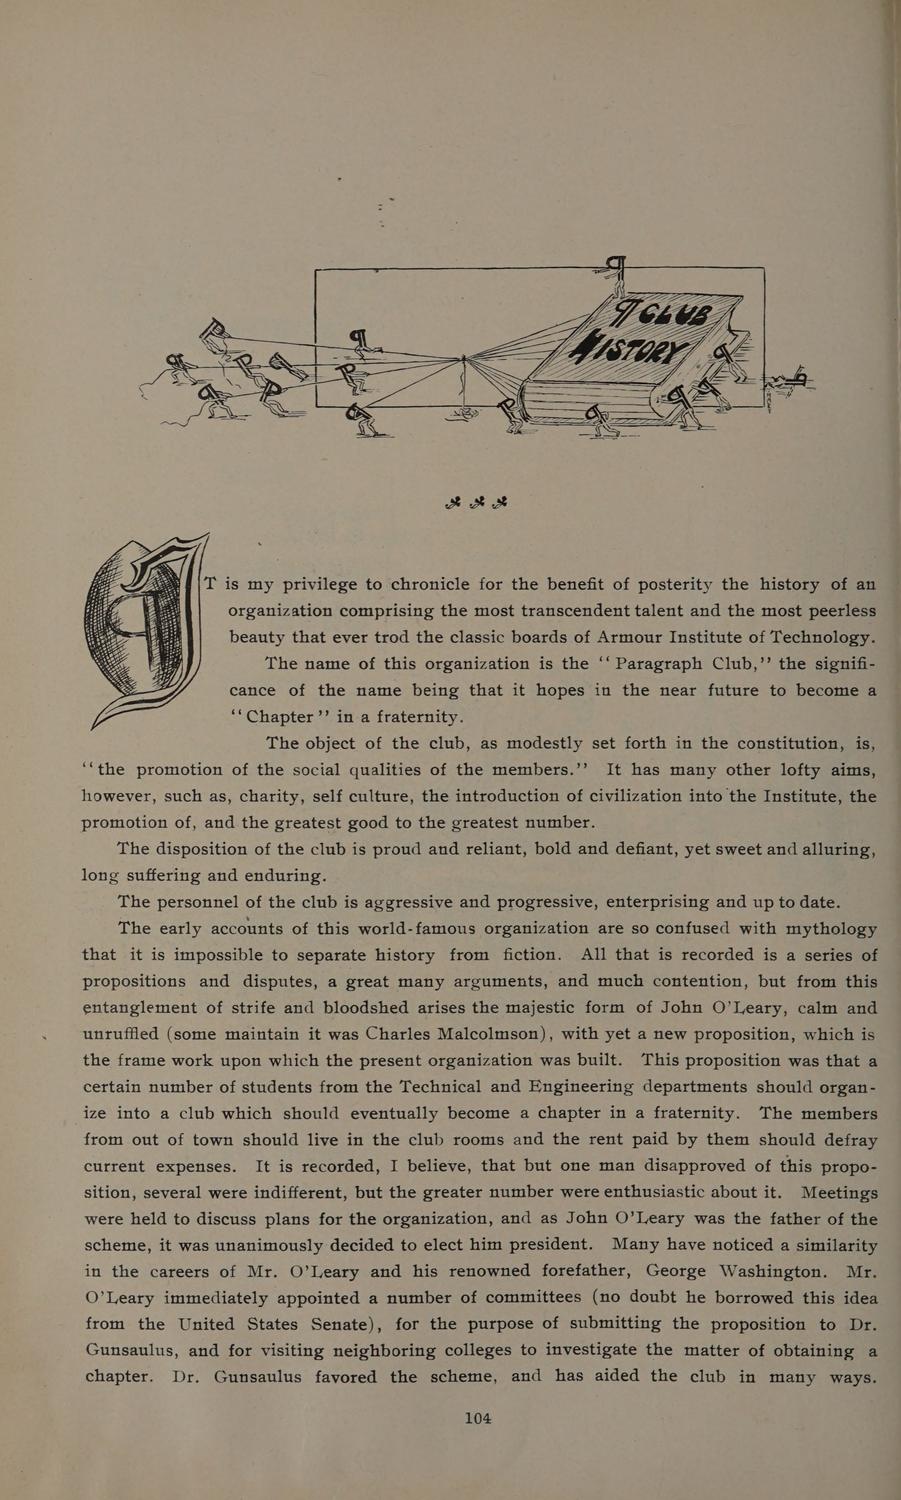 ¶ CLUB
HISTORY
IT is my privilege to chronicle for the benefit of posterity the history of an
organization comprising the most transcendent talent and the most peerless
beauty that ever trod the classic boards of Armour Institute of Technology.
The name of this organization is the ‘‘ Paragraph Club,’’ the signifi-
cance of the name being that it hopes in the near future to become a
‘‘Chapter’’ in a fraternity.
The object of the club, as modestly set forth in the constitution, is,
‘‘the promotion of the social qualities of the members.’’ It has many other lofty aims,
however, such as, charity, self culture, the introduction of civilization into the Institute, the
promotion of, and the greatest good to the greatest number.
The disposition of the club is proud and reliant, bold and defiant, yet sweet and alluring,
long suffering and enduring.
The personnel of the club is aggressive and progressive, enterprising and up to date.
The early accounts of this world-famous organization are so confused with mythology
that it is impossible to separate history from fiction. All that is recorded is a series of
propositions and disputes, a great many arguments, and much contention, but from this
entanglement of strife and bloodshed arises the majestic form of John O’Leary, calm and
unruffled (some maintain it was Charles Malcolmson), with yet a new proposition, which is
the frame work upon which the present organization was built. This proposition was that a
certain number of students from the Technical and Engineering departments should organ-
ize into a club which should eventually become a chapter in a fraternity. The members
from out of town should live in the club rooms and the rent paid by them should defray
current expenses. It is recorded, I believe, that but one man disapproved of this propo-
sition, several were indifferent, but the greater number were enthusiastic about it. Meetings
were held to discuss plans for the organization, and as John O’Leary was the father of the
scheme, it was unanimously decided to elect him president. Many have noticed a similarity
in the careers of Mr. O’Leary and his renowned forefather, George Washington. Mr.
O’Leary immediately appointed a number of committees (no doubt he borrowed this idea
from the United States Senate), for the purpose of submitting the proposition to Dr.
Gunsaulus, and for visiting neighboring colleges to investigate the matter of obtaining a
chapter. Dr. Gunsaulus favored the scheme, and has aided the club in many ways.
104